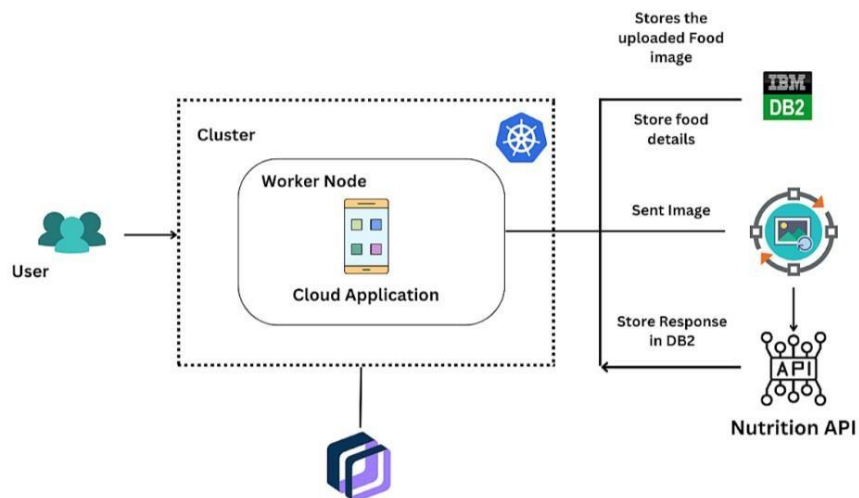 Stores the
uploaded Food
image
IBM
DB2
Cluster
Store food
details
Worker Node
Sent Image
User
Cloud Application
Store Response
in DB2
API
Nutrition API